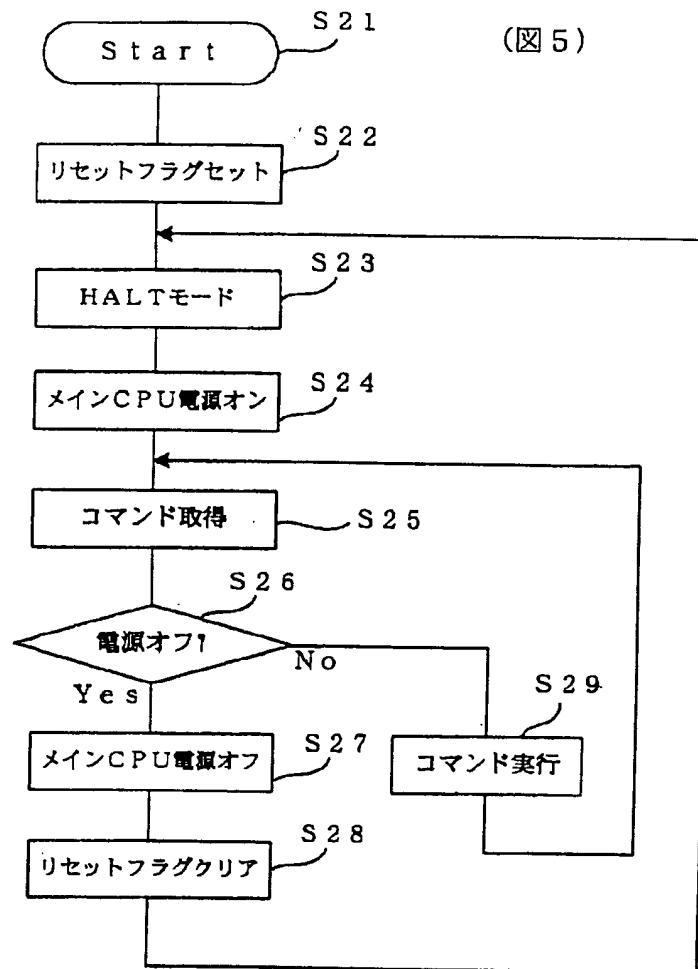 (図5)
Start
S21
リセットフラグセット
S22
HALTモード
S23
メインCPU電源オン
S24
コマンド取得
S25
電源オフ?
S26
Yes
No
メインCPU電源オフ
S27
コマンド実行
S29
リセットフラグクリア
S28